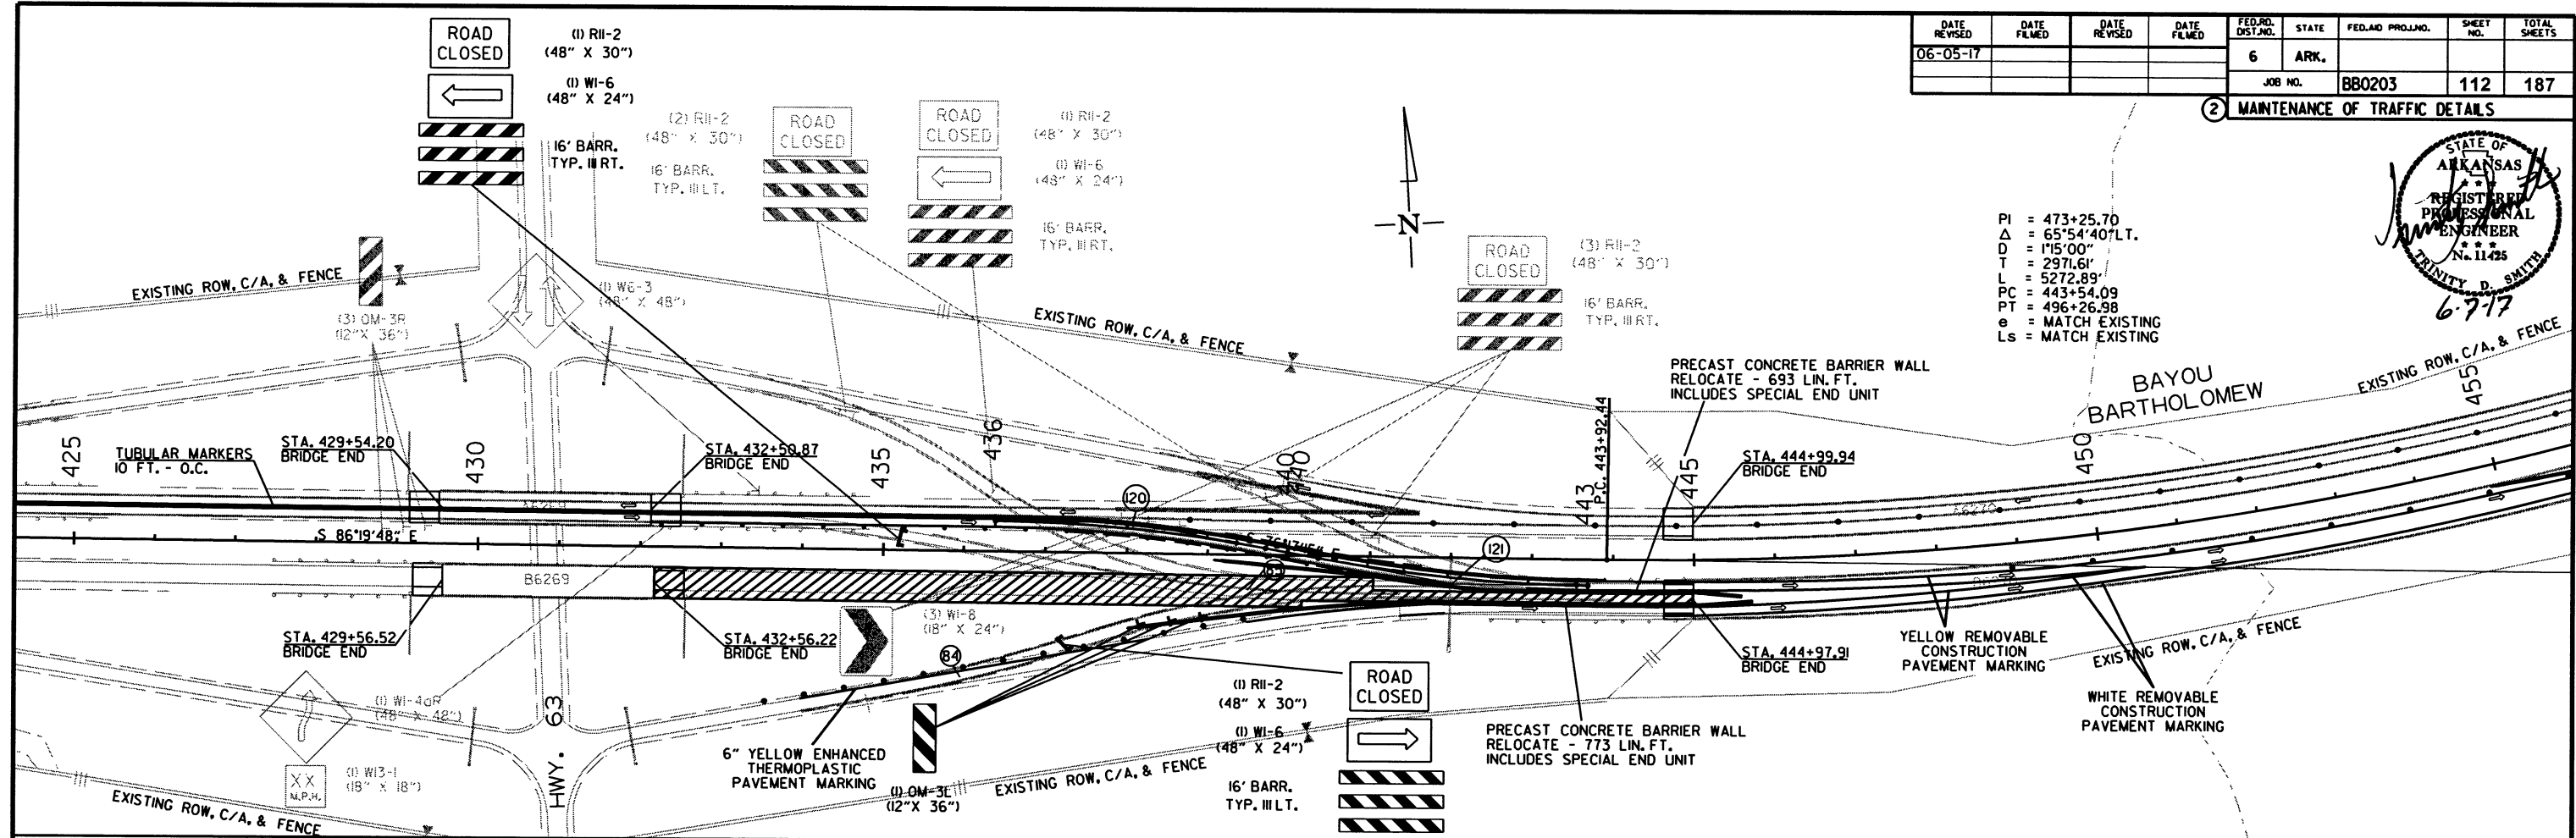 DATE REVISED
DATE FILMED
DATE REVISED
DATE FILMED
FED.RD. DIST.NO.
STATE
FED.AID PROJ.NO.
SHEET NO.
TOTAL SHEETS
06-05-17
6
ARK.
JOB NO.
BB0203
112
187
2
MAINTENANCE OF TRAFFIC DETAILS
ROAD
CLOSED
(1) R11-2
(48" X 30")
(1) W1-6
(48" X 24")
16' BARR.
TYP. III RT.
(2) R11-2
(48" X 30")
16' BARR.
TYP. III LT.
ROAD
CLOSED
ROAD
CLOSED
(1) R11-2
(48" X 30")
(1) W1-6
(48" X 24")
16' BARR.
TYP. III RT.
N
ROAD
CLOSED
(3) R11-2
(48" X 30")
16' BARR.
TYP. III RT.
STATE OF
ARKANSAS
REGISTERED
PROFESSIONAL
ENGINEER
No. 11425
TRINITY D. SMITH
6-7-17
PI = 473+25.70
Δ = 65°54'40"LT.
D = 1°15'00"
T = 2971.61'
L = 5272.89'
PC = 443+54.09
PT = 496+26.98
e = MATCH EXISTING
Ls = MATCH EXISTING
EXISTING ROW, C/A, & FENCE
(3) OM-3R
(12"X 36")
(1) W6-3
(48" X 48")
EXISTING ROW, C/A, & FENCE
PRECAST CONCRETE BARRIER WALL
RELOCATE - 693 LIN. FT.
INCLUDES SPECIAL END UNIT
BAYOU
BARTHOLOMEW
EXISTING ROW, C/A, & FENCE
425
TUBULAR MARKERS
10 FT. - O.C.
STA. 429+54.20
BRIDGE END
430
STA. 432+50.87
BRIDGE END
435
436
440
440
443
P.C. 443+92.44
445
STA. 444+99.94
BRIDGE END
450
455
A6269
120
S 86°19'48" E
121
83
A6270
B6269
STA. 429+56.52
BRIDGE END
STA. 432+56.22
BRIDGE END
(3) W1-8
(18" X 24")
84
STA. 444+97.91
BRIDGE END
YELLOW REMOVABLE
CONSTRUCTION
PAVEMENT MARKING
EXISTING ROW, C/A, & FENCE
WHITE REMOVABLE
CONSTRUCTION
PAVEMENT MARKING
(1) W1-4aR
(48" X 48")
XX
M.P.H.
(1) W13-1
(18" X 18")
EXISTING ROW, C/A, & FENCE
HWY. 63
6" YELLOW ENHANCED
THERMOPLASTIC
PAVEMENT MARKING
(1) OM-3L
(12"X 36")
EXISTING ROW, C/A, & FENCE
(1) R11-2
(48" X 30")
(1) W1-6
(48" X 24")
16' BARR.
TYP. III LT.
ROAD
CLOSED
PRECAST CONCRETE BARRIER WALL
RELOCATE - 773 LIN. FT.
INCLUDES SPECIAL END UNIT